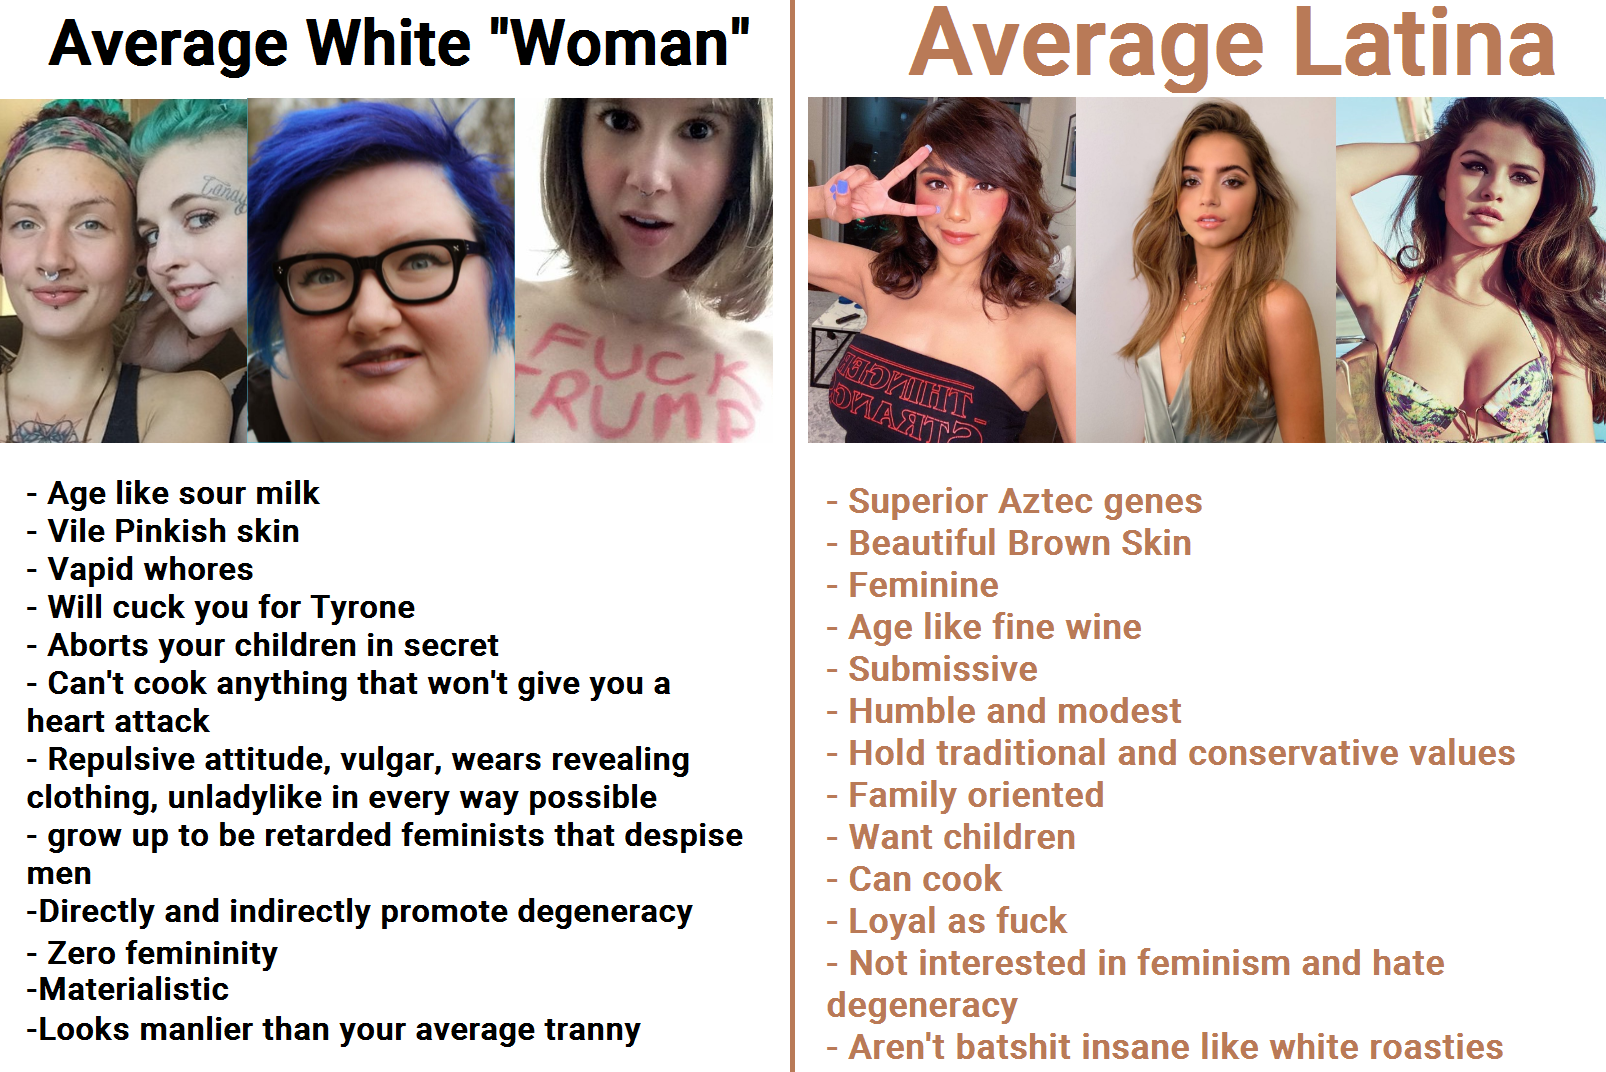 Average White "Woman"
Average Latina
Candy
FUCK
RUMP
STRANGER
THINGS
- Age like sour milk
- Vile Pinkish skin
- Vapid whores
- Will cuck you for Tyrone
- Aborts your children in secret
- Can't cook anything that won't give you a
heart attack
- Repulsive attitude, vulgar, wears revealing
clothing, unladylike in every way possible
- grow up to be retarded feminists that despise
men
-Directly and indirectly promote degeneracy
- Zero femininity
-Materialistic
-Looks manlier than your average tranny
- Superior Aztec genes
- Beautiful Brown Skin
- Feminine
- Age like fine wine
- Submissive
- Humble and modest
- Hold traditional and conservative values
- Family oriented
- Want children
- Can cook
- Loyal as fuck
- Not interested in feminism and hate
degeneracy
- Aren't batshit insane like white roasties